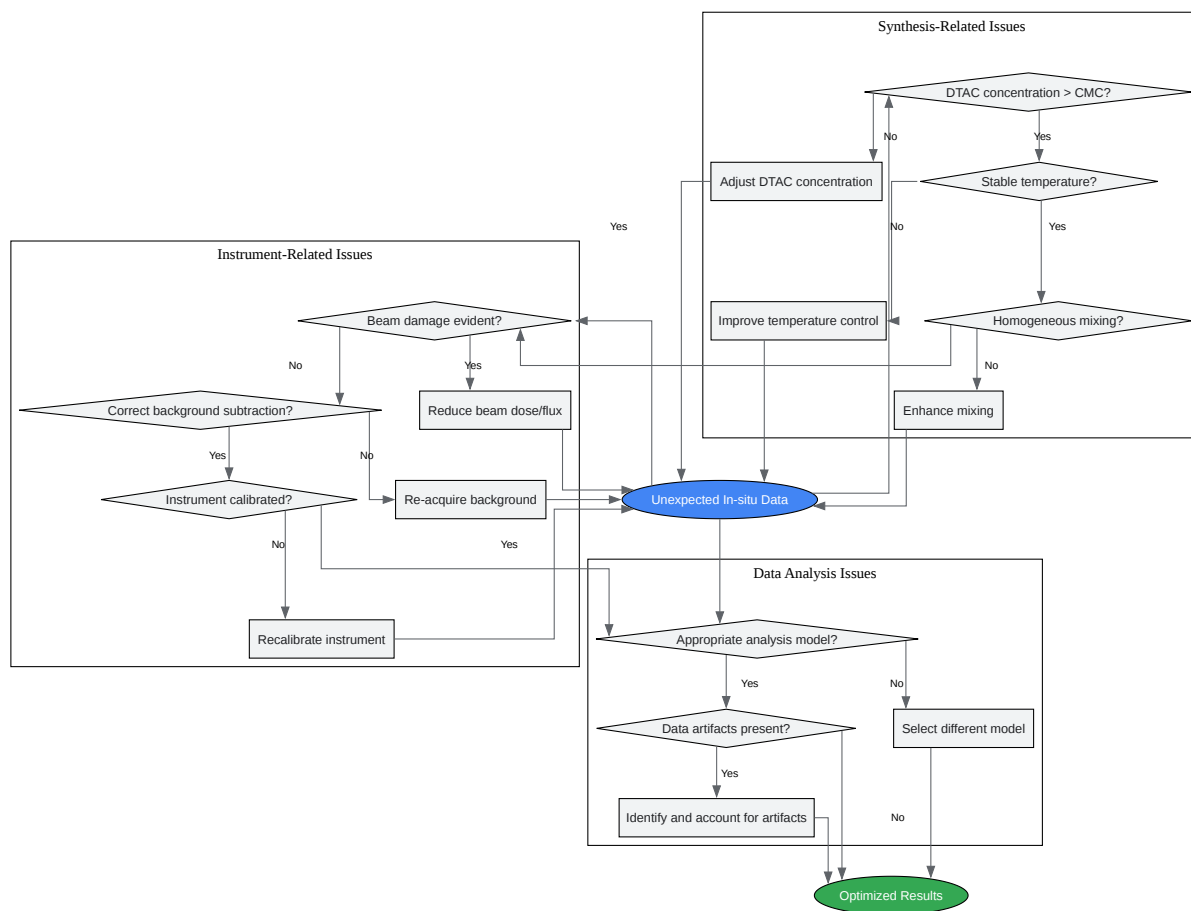 Synthesis-Related Issues
DTAC concentration > CMC?
No
Yes
Adjust DTAC concentration
Stable temperature?
Yes
No
Yes
Instrument-Related Issues
Beam damage evident?
Improve temperature control
Homogeneous mixing?
No
Yes
No
Correct background subtraction?
Reduce beam dose/flux
Enhance mixing
Yes
No
Instrument calibrated?
Re-acquire background
Unexpected In-situ Data
No
Yes
Data Analysis Issues
Recalibrate instrument
Appropriate analysis model?
Yes
No
Data artifacts present?
Select different model
Yes
Identify and account for artifacts
No
Optimized Results